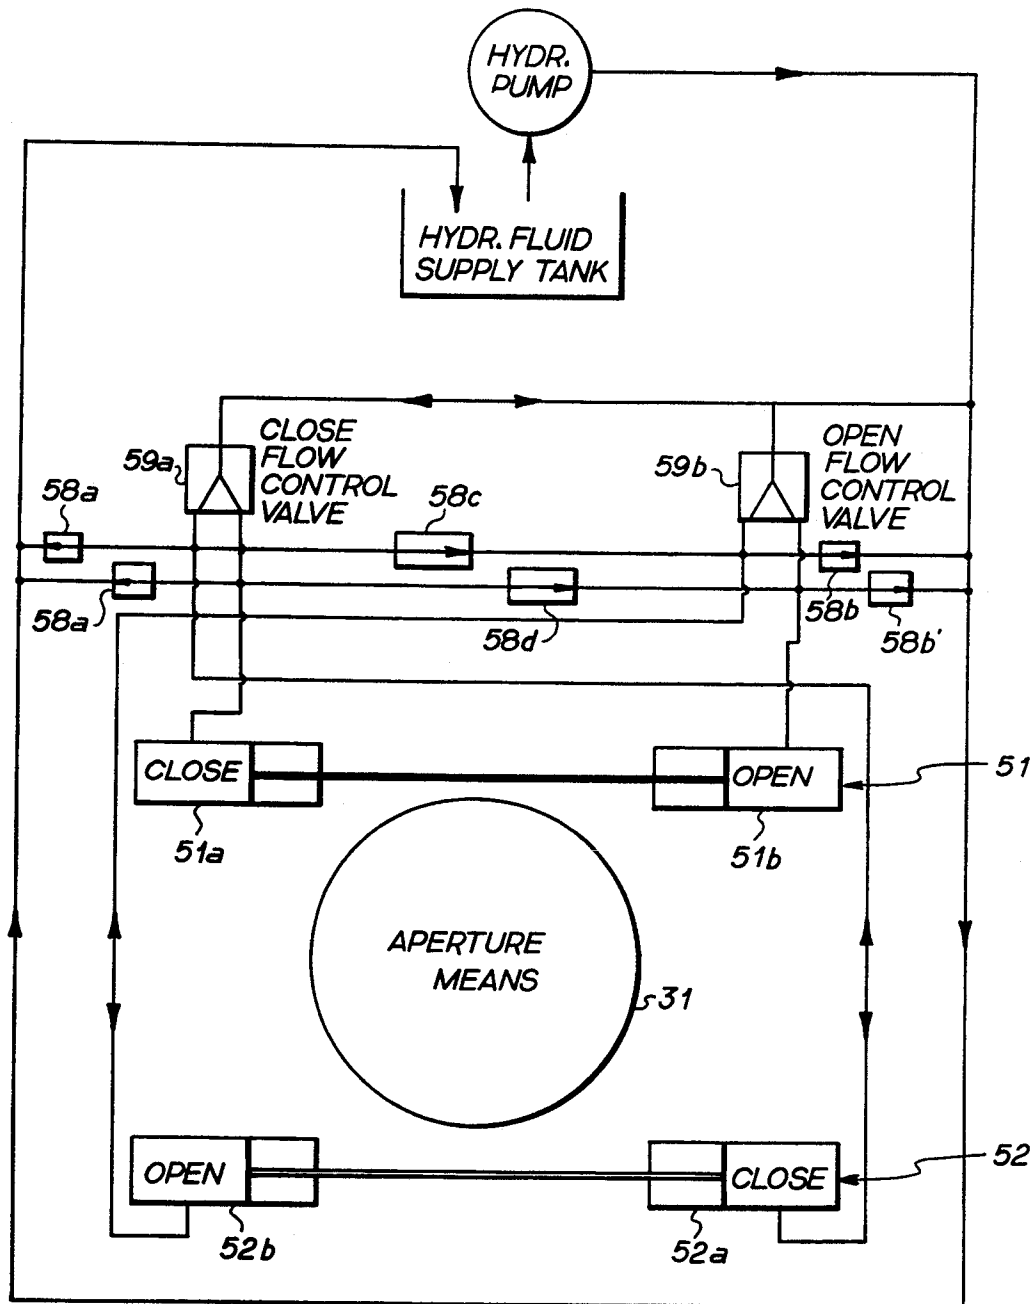 HYDR.
PUMP
HYDR. FLUID
SUPPLY TANK
CLOSE
FLOW
CONTROL
VALVE
59a
OPEN
FLOW
CONTROL
VALVE
59b
58a
58c
58a
58d
58b
58b'
CLOSE
OPEN
51
51a
51b
APERTURE
MEANS
31
OPEN
CLOSE
52
52b
52a